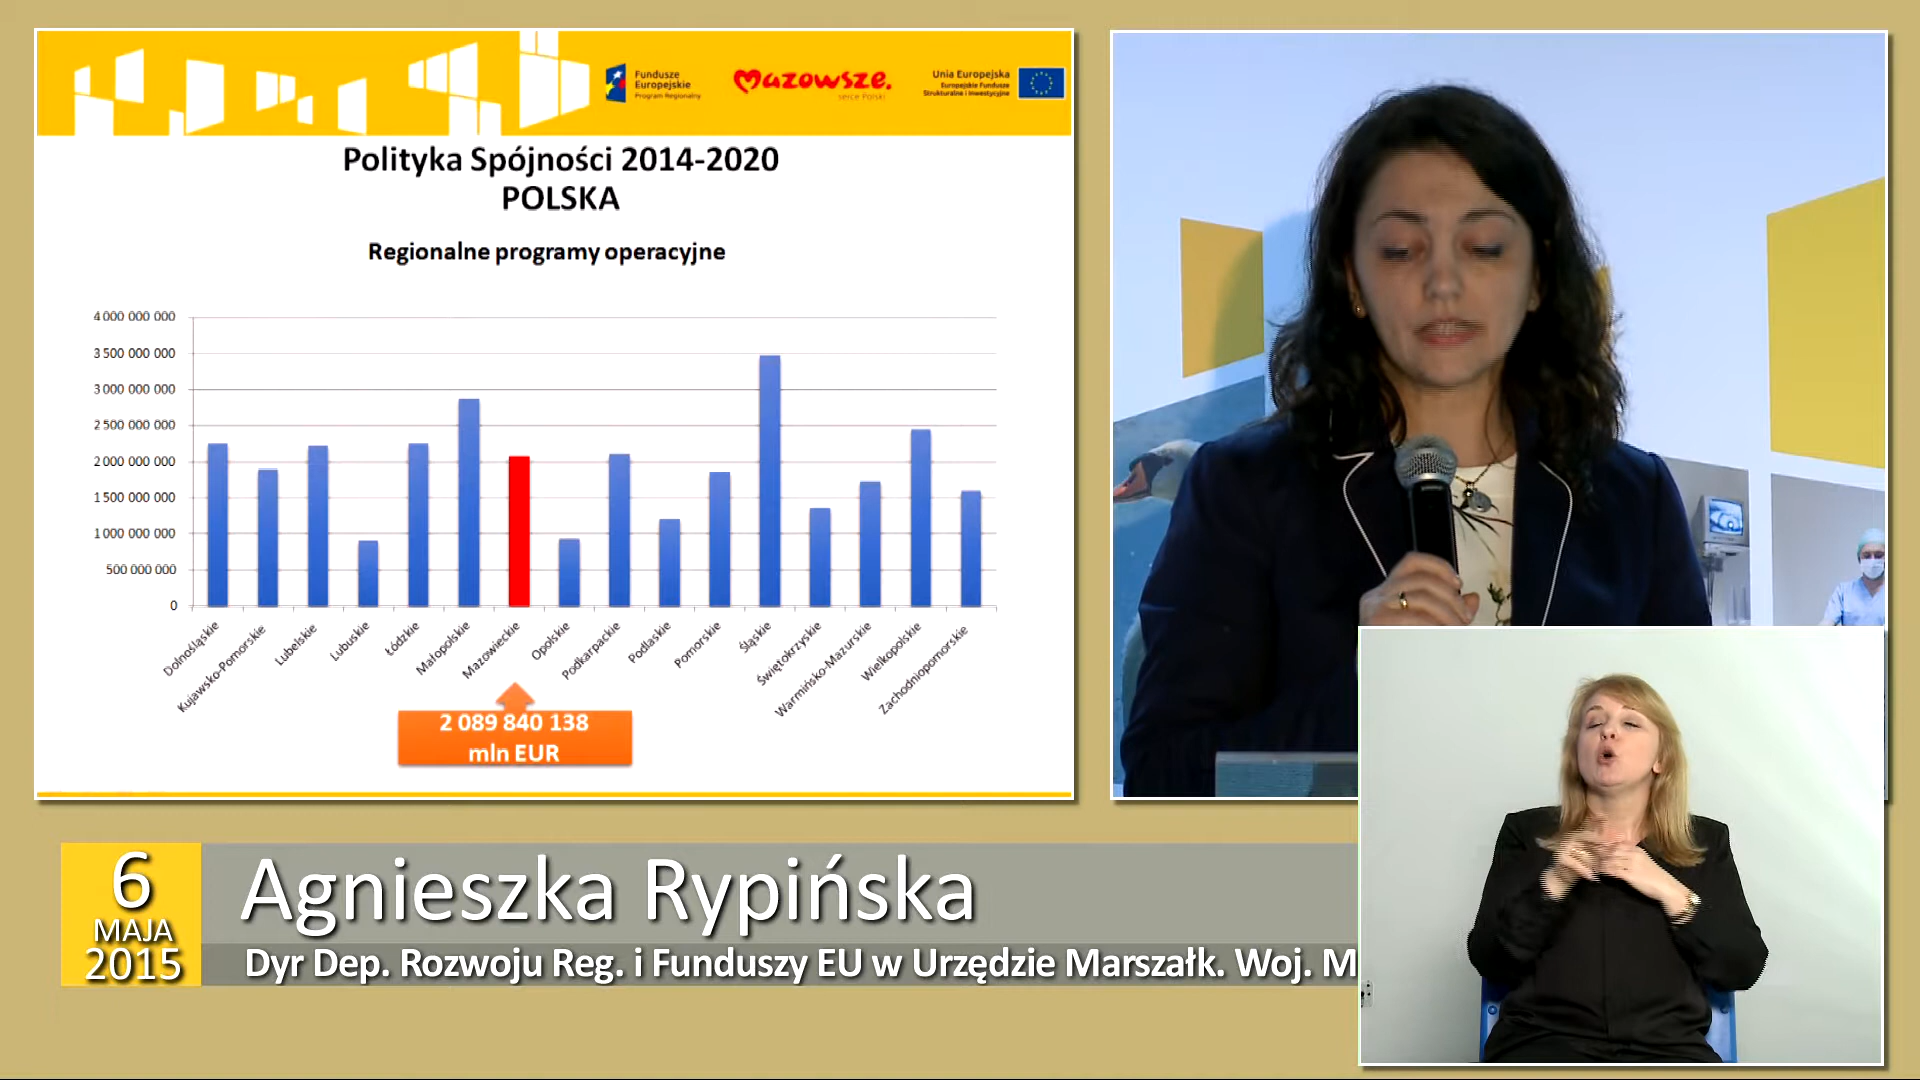 Fundusze
Europejskie
Program Regionalny
mazowsze.
serce Polski
Unia Europejska
Europejskie Fundusze
Strukturalne i Inwestycyjne
Polityka Spójności 2014-2020
POLSKA
Regionalne programy operacyjne
4 000 000 000
3 500 000 000
3 000 000 000
2 500 000 000
2 000 000 000
1 500 000 000
1 000 000 000
500 000 000
0
Dolnośląskie
Kujawsko-Pomorskie
Lubelskie
Lubuskie
Łódzkie
Małopolskie
Mazowieckie
Opolskie
Podkarpackie
Podlaskie
Pomorskie
Śląskie
Świętokrzyskie
Warmińsko-Mazurskie
Wielkopolskie
Zachodniopomorskie
2 089 840 138
mln EUR
6
MAJA
2015
Agnieszka Rypińska
Dyr Dep. Rozwoju Reg. i Funduszy EU w Urzędzie Marszałk. Woj. M